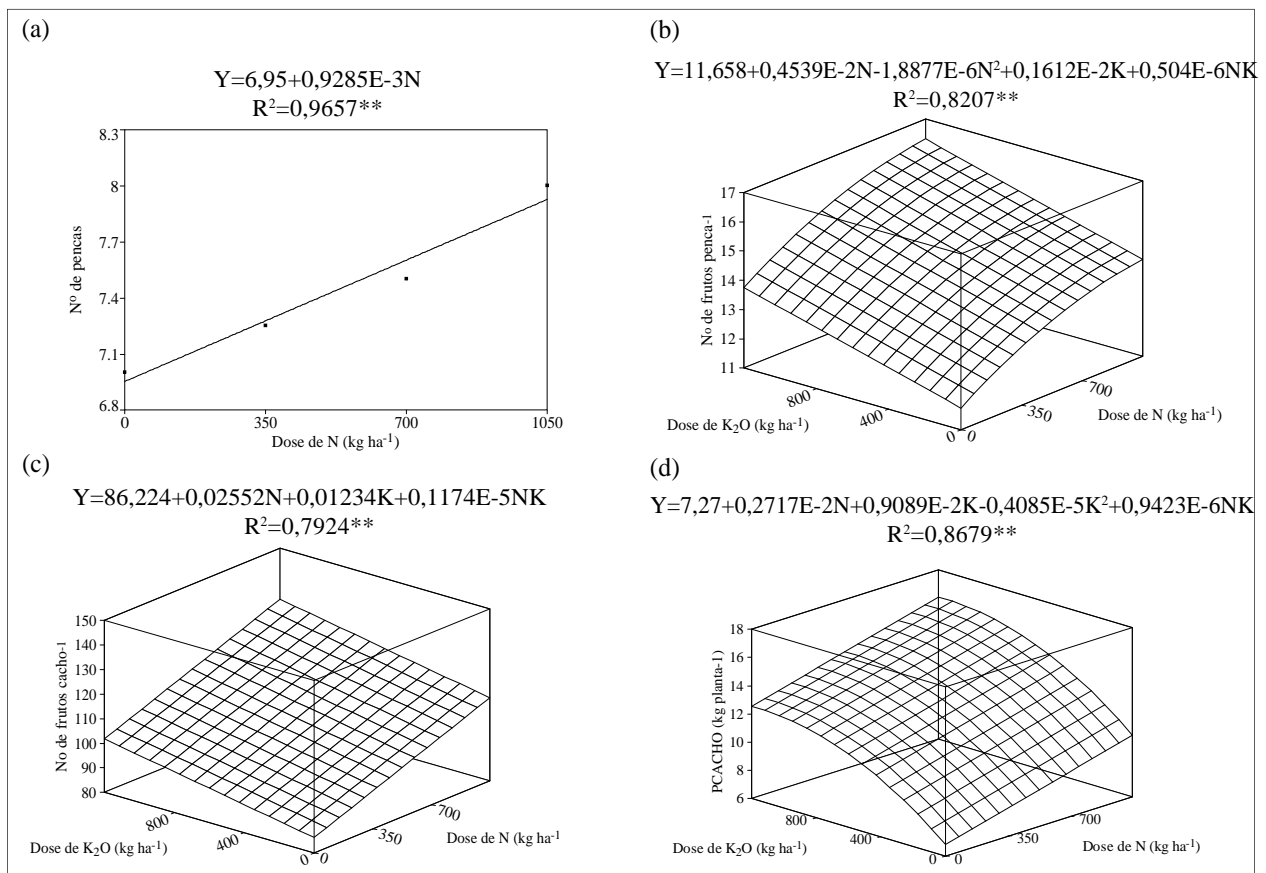 (a)
Y=6,95+0,9285E-3N
R²=0,9657**
8.3
8
7.7
7.4
7.1
6.8
Nº de pencas
0 350 700 1050
Dose de N (kg ha⁻¹)
(b)
Y=11,658+0,4539E-2N-1,8877E-6N²+0,1612E-2K+0,504E-6NK
R²=0,8207**
17
16
15
14
13
12
11
No de frutos penca-1
800 400 0
0 350 700
Dose de K₂O (kg ha⁻¹)
Dose de N (kg ha⁻¹)
(c)
Y=86,224+0,02552N+0,01234K+0,1174E-5NK
R²=0,7924**
150
140
130
120
110
100
90
80
No de frutos cacho-1
800 400 0
0 350 700
Dose de K₂O (kg ha⁻¹)
Dose de N (kg ha⁻¹
(d)
Y=7,27+0,2717E-2N+0,9089E-2K-0,4085E-5K²+0,9423E-6NK
R²=0,8679**
18
16
14
12
10
8
6
PCACHO (kg planta-1)
800 400 0
0 350 700
Dose de K₂O (kg ha⁻¹)
Dose de N (kg ha⁻¹)